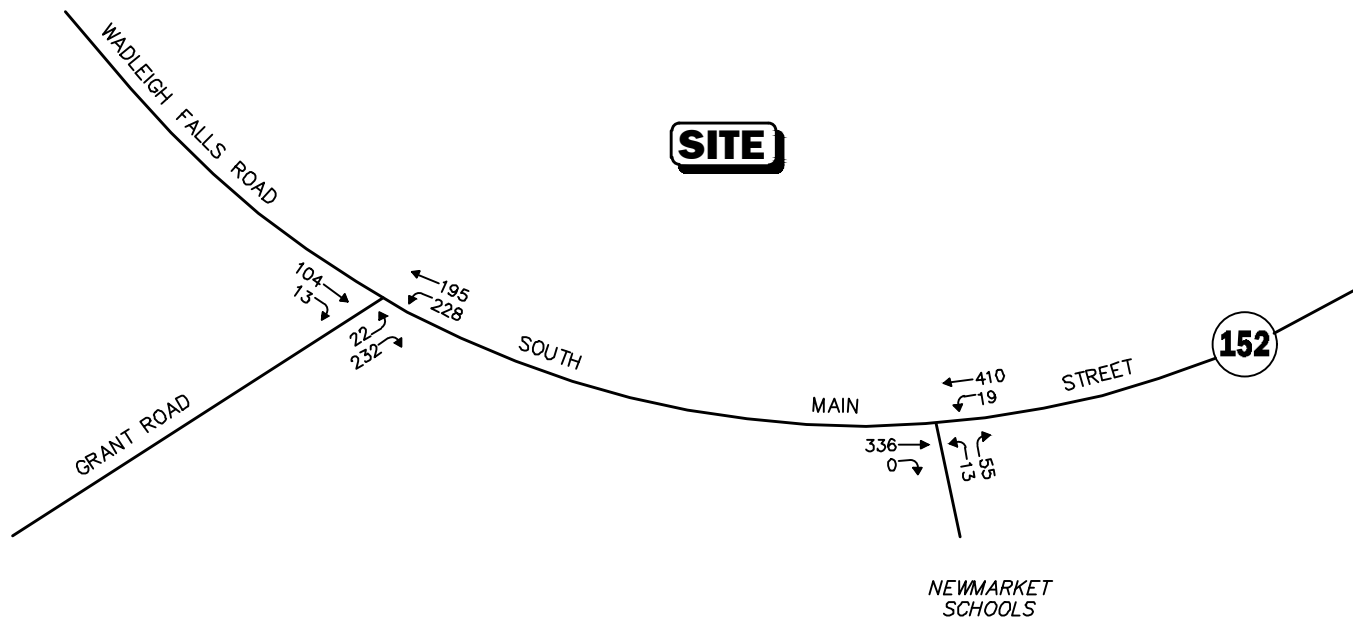 WADLEIGH FALLS ROAD
SITE
104
13
195
228
22
232
SOUTH
MAIN
STREET
152
410
19
336
0
13
55
GRANT ROAD
NEWMARKET
SCHOOLS